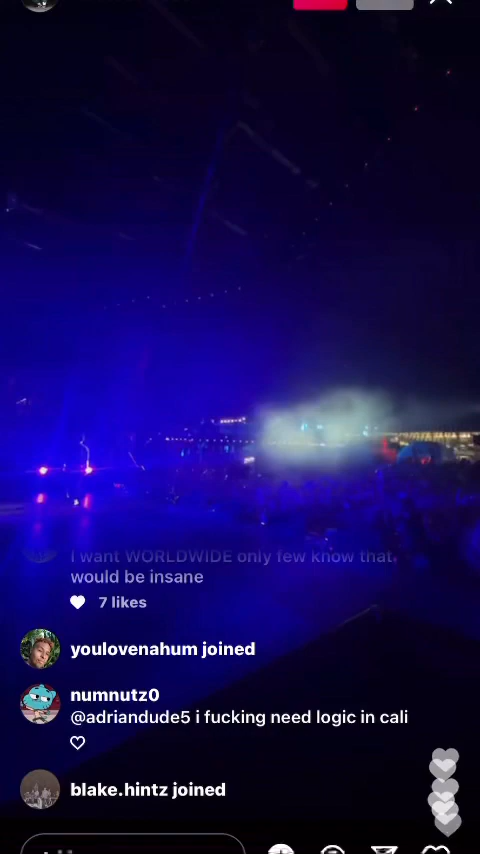 I want WORLDWIDE only few know that.
would be insane
7 likes
youlovenahum joined
numnutz0
@adriandude5 i fucking need logic in cali
blake.hintz joined